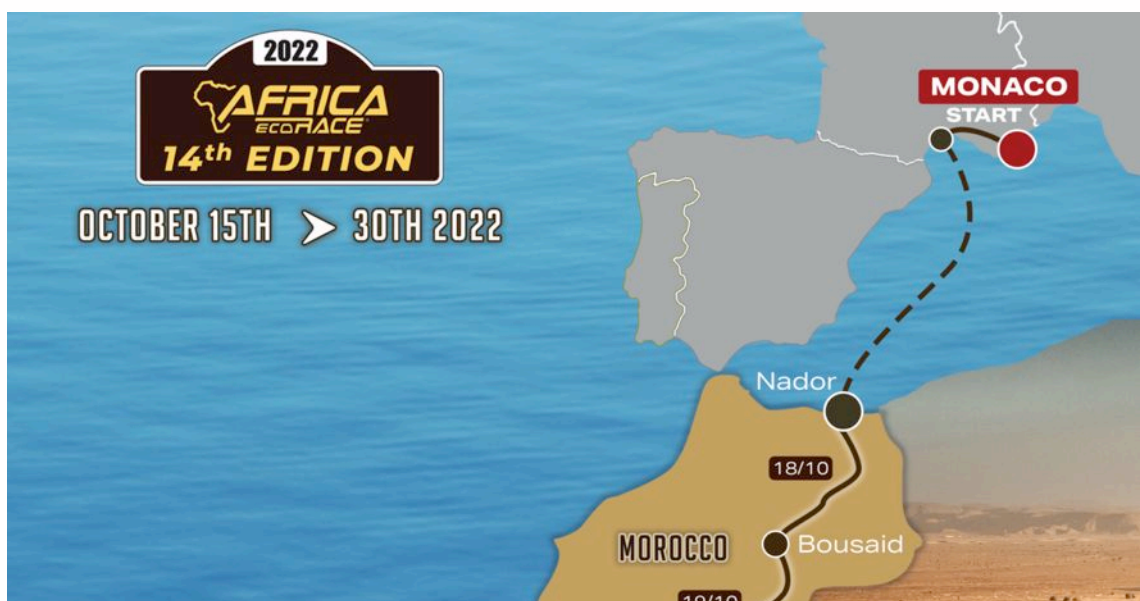 2022
AFRICA
ECORACE®
14th EDITION
OCTOBER 15TH > 30TH 2022
MONACO
START
Nador
18/10
MOROCCO
Bousaid